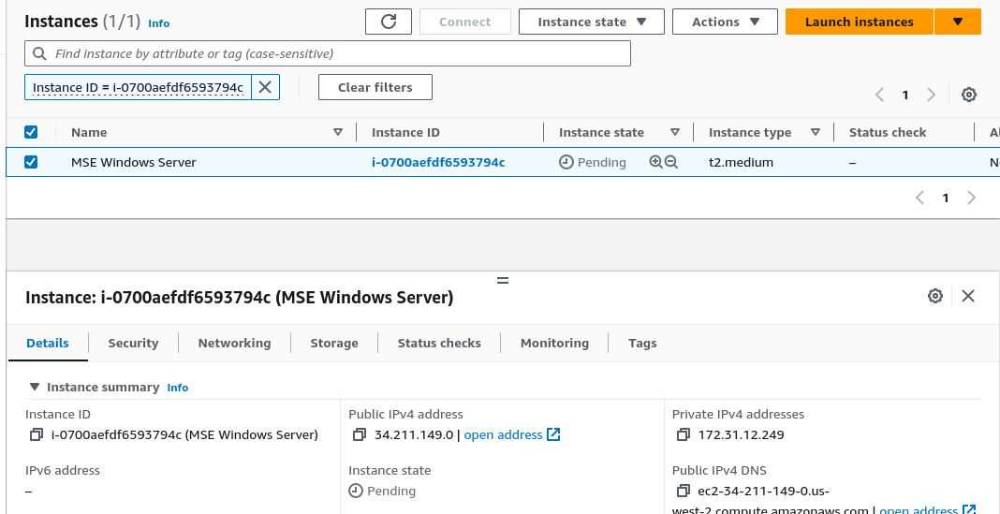 Instances (1/1) Info
Connect Instance state Actions Launch instances
Find instance by attribute or tag (case-sensitive)
Instance ID = i-0700aefdf6593794c Clear filters
1
Name Instance ID Instance state Instance type Status check
MSE Windows Server i-0700aefdf6593794c Pending t2.medium –
1
Instance: i-0700aefdf6593794c (MSE Windows Server)
Details Security Networking Storage Status checks Monitoring Tags
Instance summary Info
Instance ID Public IPv4 address Private IPv4 addresses
i-0700aefdf6593794c (MSE Windows Server) 34.211.149.0 | open address 172.31.12.249
IPv6 address Instance state Public IPv4 DNS
– Pending ec2-34-211-149-0.us-
west-2.compute.amazonaws.com | open address